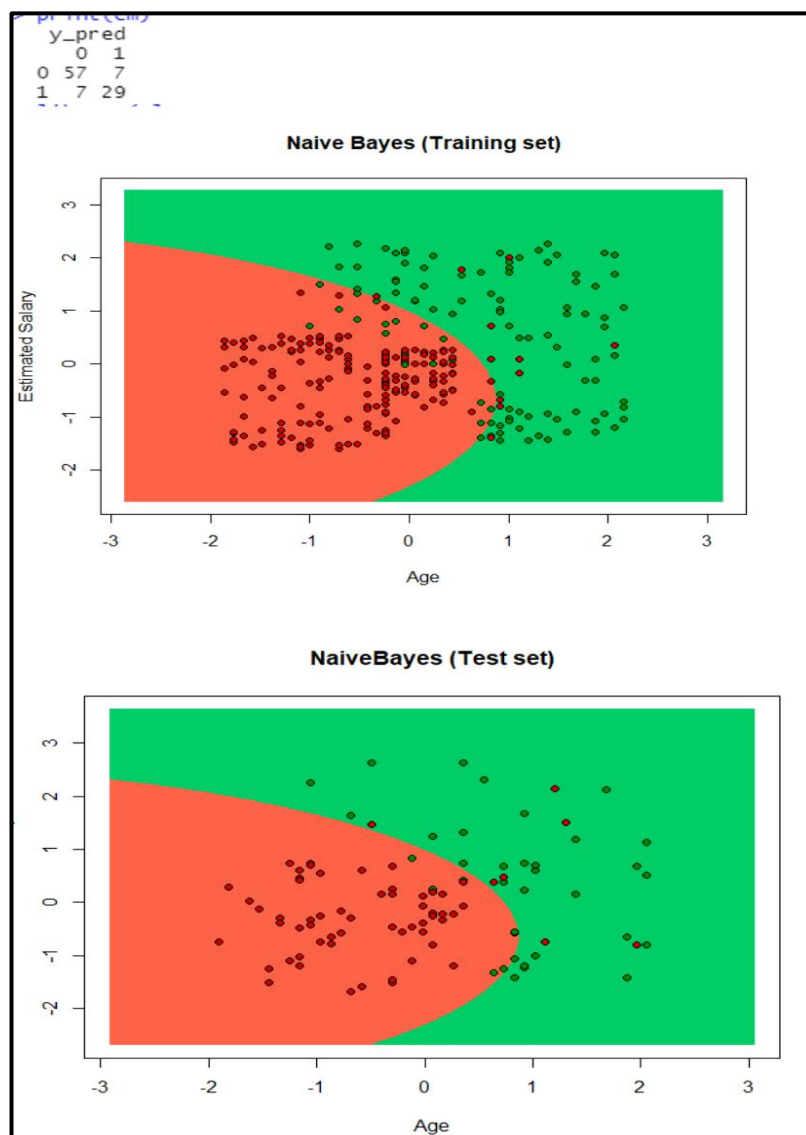 > print(cm)
y_pred
0 1
0 57 7
1 7 29
Naive Bayes (Training set)
3
2
1
0
-1
-2
Estimated Salary
-3 -2 -1 0 1 2 3
Age
NaiveBayes (Test set)
3
2
1
0
-1
-2
-3 -2 -1 0 1 2 3
Age